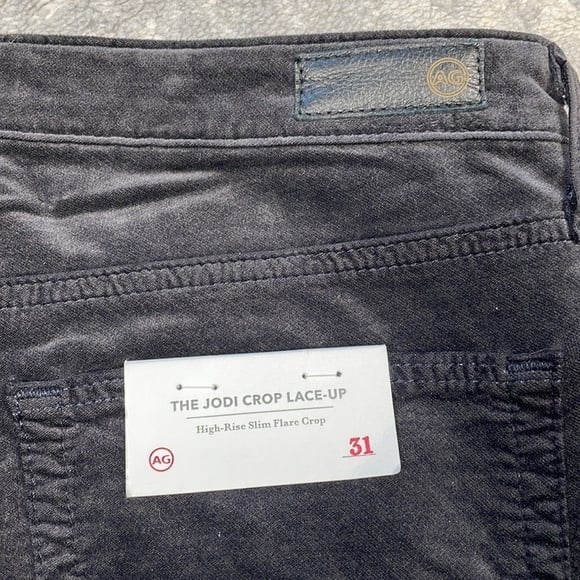 AG
THE JODI CROP LACE-UP
High-Rise Slim Flare Crop
AG
31